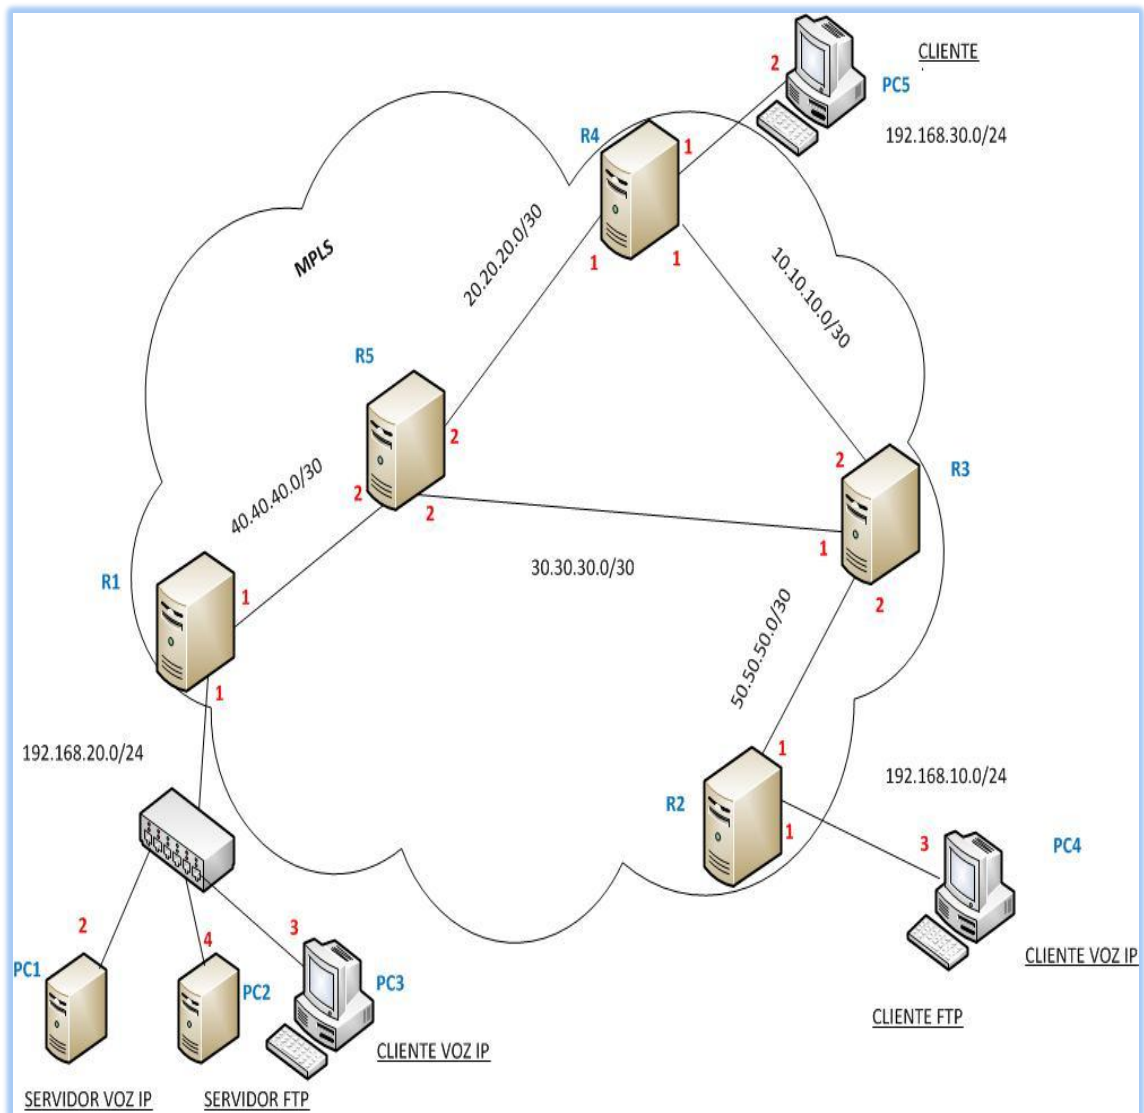 CLIENTE
2
PC5
R4
192.168.30.0/24
1
MPLS
20.20.20.0/30
1
1
10.10.10.0/30
R5
2
40.40.40.0/30
2
2
2
R3
1
30.30.30.0/30
R1
1
2
50.50.50.0/30
1
192.168.20.0/24
1
192.168.10.0/24
R2
1
3
PC4
2
4
3
PC1
PC2
PC3
CLIENTE VOZ IP
CLIENTE FTP
CLIENTE VOZ IP
SERVIDOR VOZ IP
SERVIDOR FTP